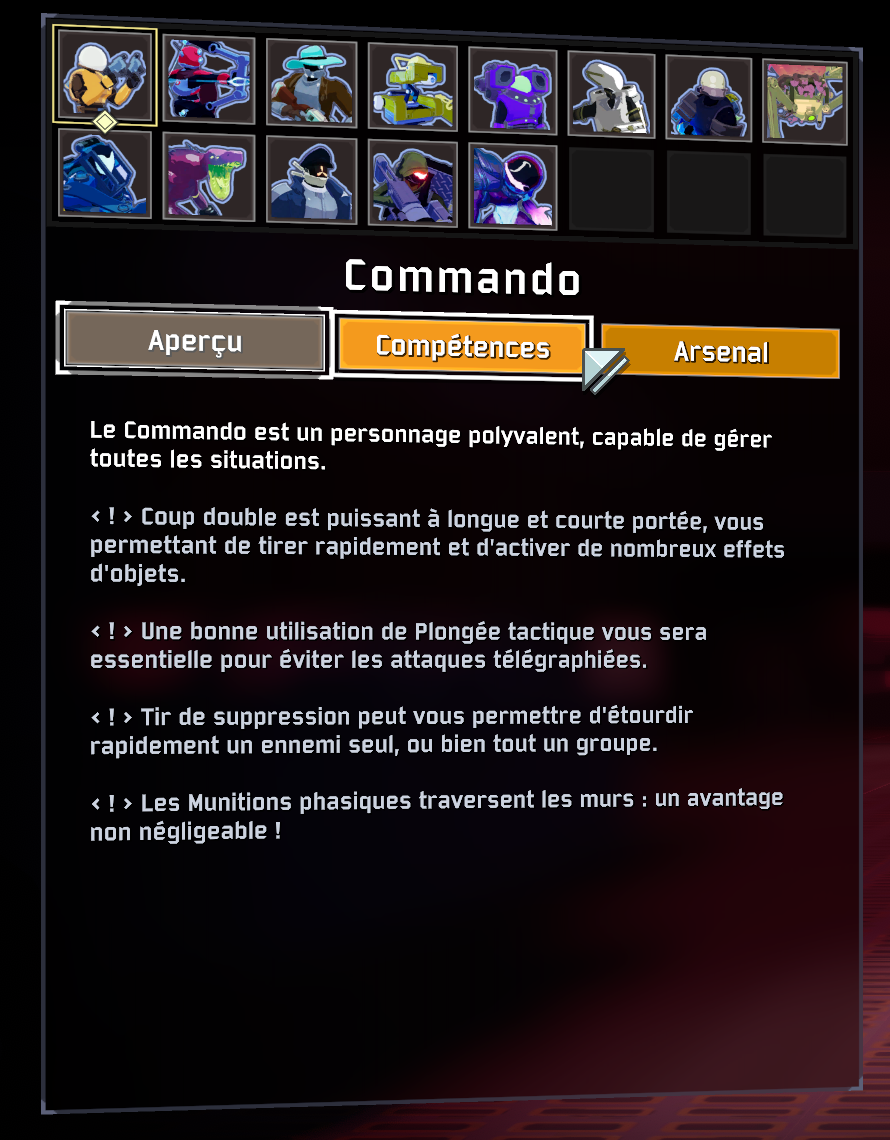 Commando
Aperçu
Compétences
Arsenal
Le Commando est un personnage polyvalent, capable de gérer
toutes les situations.
< ! > Coup double est puissant à longue et courte portée, vous
permettant de tirer rapidement et d'activer de nombreux effets
d'objets.
< ! > Une bonne utilisation de Plongée tactique vous sera
essentielle pour éviter les attaques télégraphiées.
< ! > Tir de suppression peut vous permettre d'étourdir
rapidement un ennemi seul, ou bien tout un groupe.
< ! > Les Munitions phasiques traversent les murs : un avantage
non négligeable !